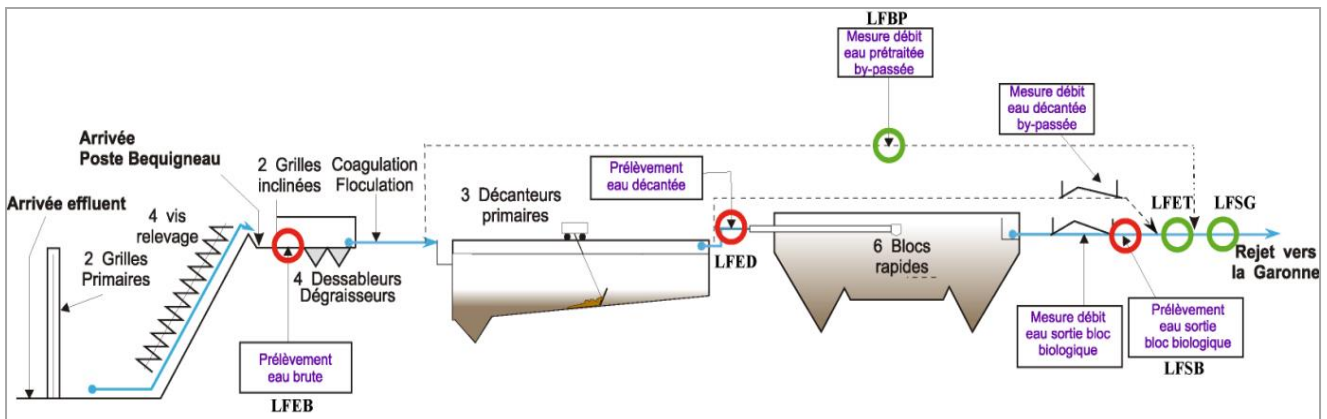 LFBP
Mesure débit
eau prétraitée
by-passée
Mesure débit
eau décantée
by-passée
Arrivée
Poste Bequigneau
2 Grilles
inclinées
Coagulation
Floculation
Prélèvement
eau décantée
3 Décanteurs
primaires
Arrivée effluent
4 vis
relevage
LFET
LFSG
2 Grilles
Primaires
4 Dessableurs
Dégraisseurs
LFED
6 Blocs
rapides
Rejet vers
la Garonne
Prélèvement
eau brute
LFEB
Mesure débit
eau sortie bloc
biologique
Prélèvement
eau sortie
bloc biologique
LFSB